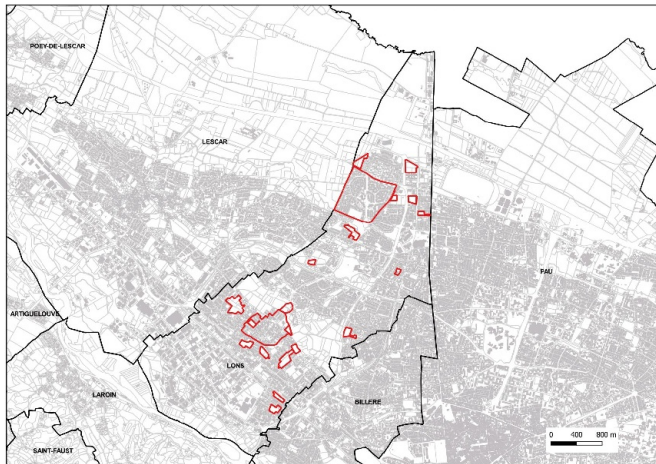 POEY-DE-LESCAR
LESCAR
PAU
ARTIGUELOUVE
LONS
LAROIN
BILLERE
SAINT-FAUST
0 400 800 m